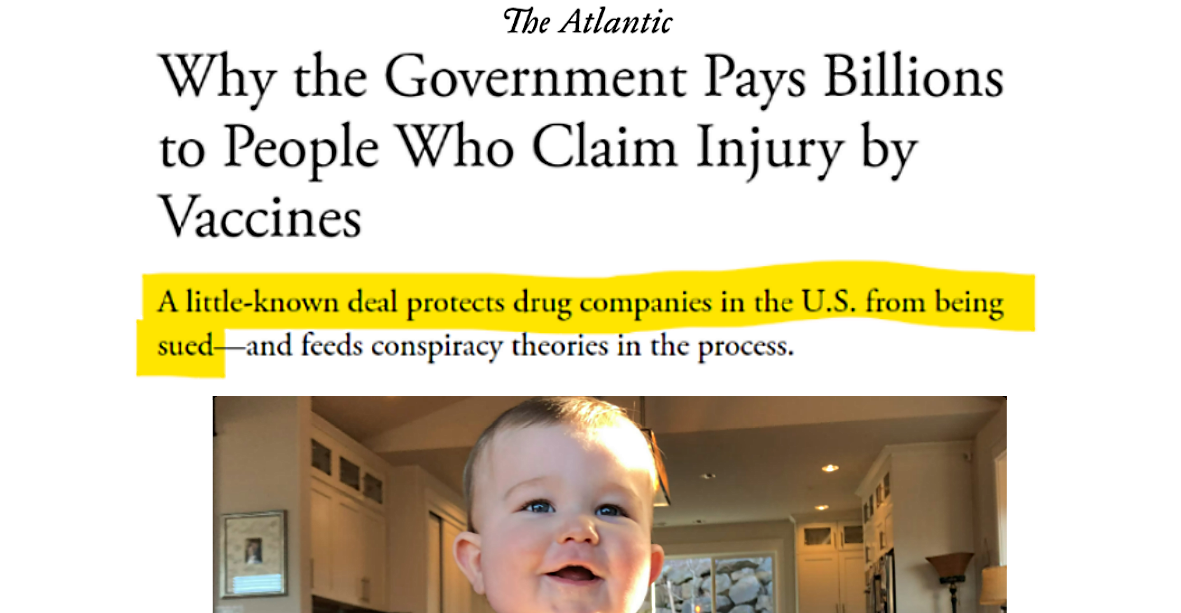 The Atlantic
Why the Government Pays Billions
to People Who Claim Injury by
Vaccines
A little-known deal protects drug companies in the U.S. from being
sued—and feeds conspiracy theories in the process.